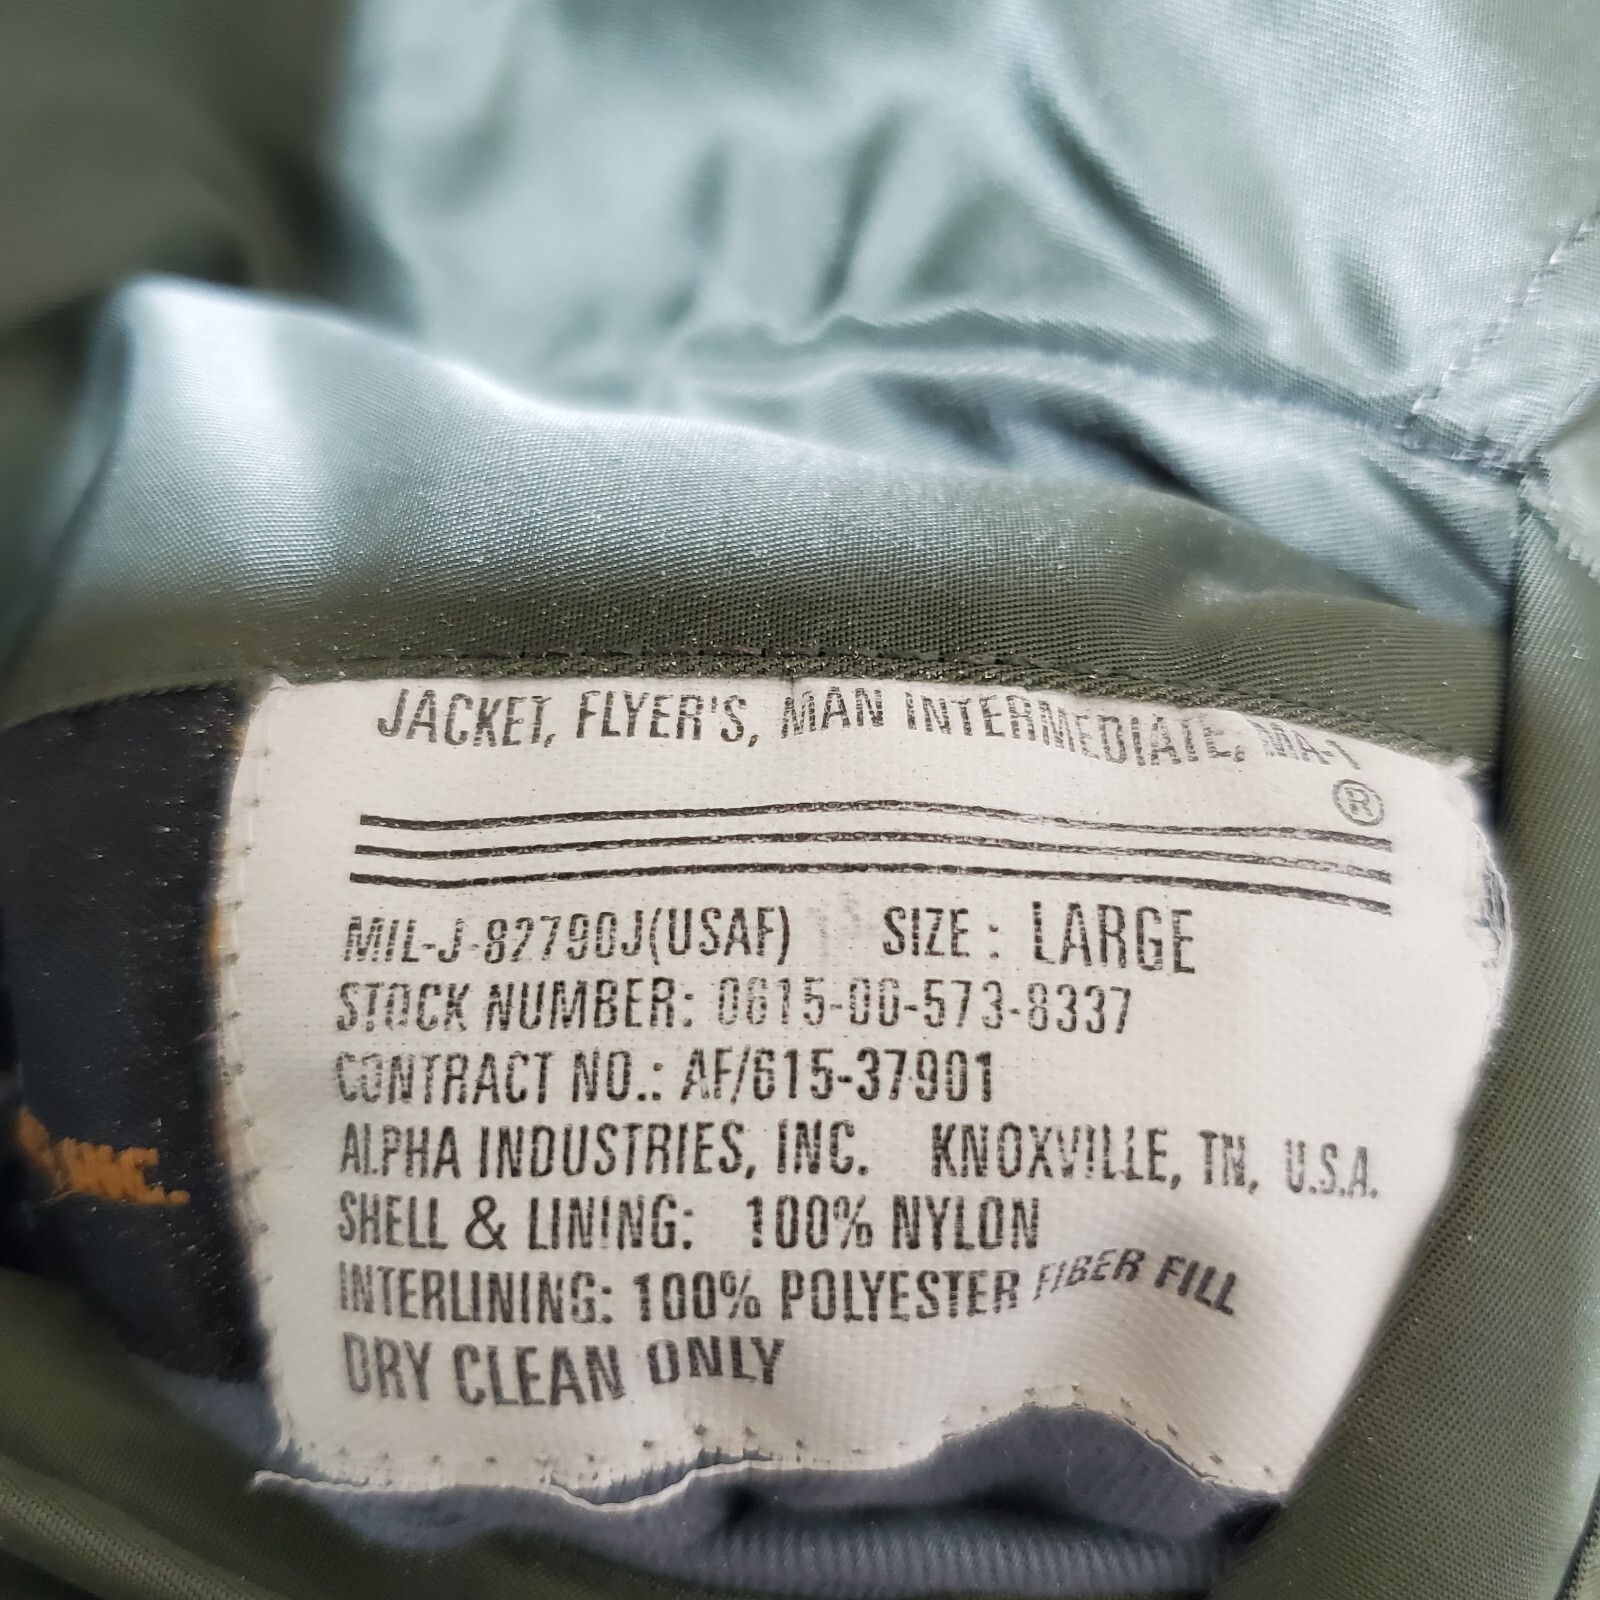 JACKET, FLYER'S, MAN INTERMEDIATE, MA-1
®
MIL-J-82790J(USAF) SIZE : LARGE
STOCK NUMBER: 0615-00-573-8337
CONTRACT NO.: AF/615-37901
ALPHA INDUSTRIES, INC. KNOXVILLE, TN, U.S.A.
SHELL & LINING: 100% NYLON
INTERLINING: 100% POLYESTER FIBER FILL
DRY CLEAN ONLY
INC.